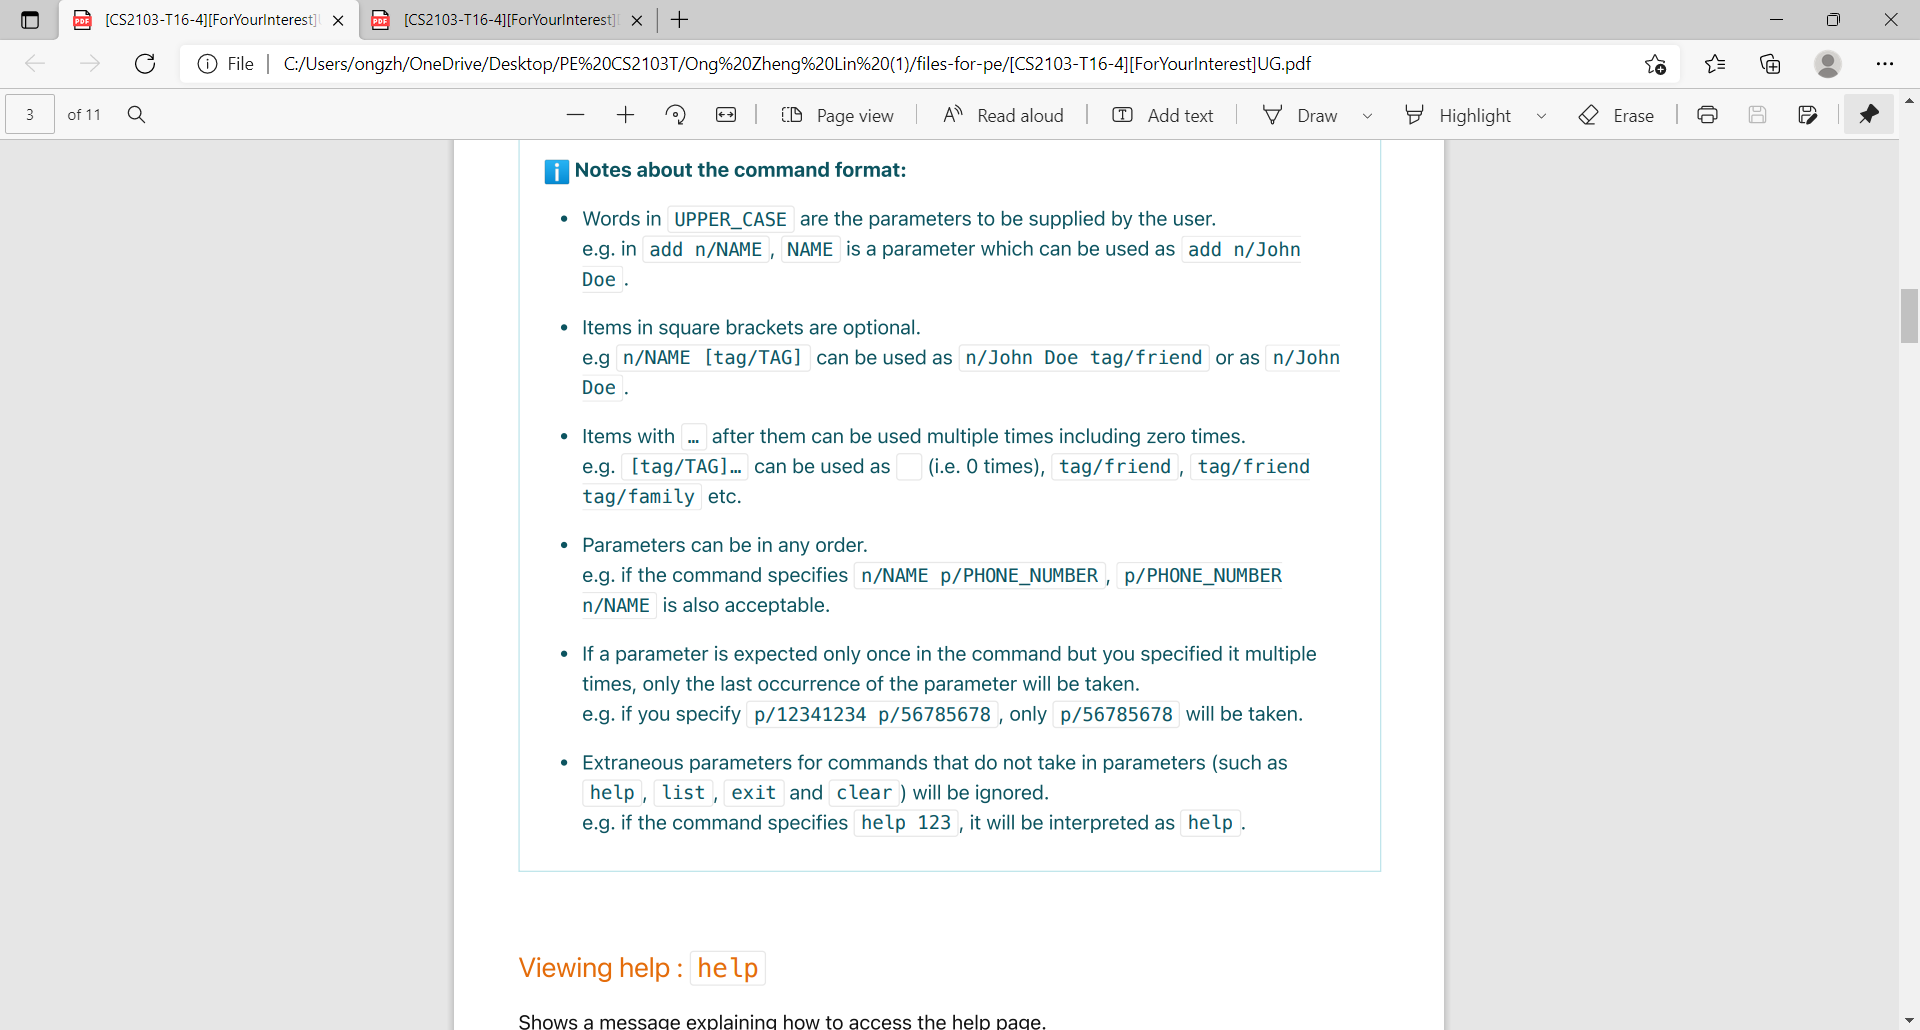 [CS2103-T16-4][ForYourInterest]
[CS2103-T16-4][ForYourInterest]
File
C:/Users/ongzh/OneDrive/Desktop/PE%20CS2103T/Ong%20Zheng%20Lin%20(1)/files-for-pe/[CS2103-T16-4][ForYourInterest]UG.pdf
3 of 11 Page view Read aloud Add text Draw Highlight Erase
Notes about the command format:
• Words in UPPER_CASE are the parameters to be supplied by the user.
e.g. in add n/NAME, NAME is a parameter which can be used as add n/John
Doe.
• Items in square brackets are optional.
e.g n/NAME [tag/TAG] can be used as n/John Doe tag/friend or as n/John
Doe.
• Items with … after them can be used multiple times including zero times.
e.g. [tag/TAG]… can be used as (i.e. 0 times), tag/friend, tag/friend
tag/family etc.
• Parameters can be in any order.
e.g. if the command specifies n/NAME p/PHONE_NUMBER, p/PHONE_NUMBER
n/NAME is also acceptable.
• If a parameter is expected only once in the command but you specified it multiple
times, only the last occurrence of the parameter will be taken.
e.g. if you specify p/12341234 p/56785678, only p/56785678 will be taken.
• Extraneous parameters for commands that do not take in parameters (such as
help, list, exit and clear) will be ignored.
e.g. if the command specifies help 123, it will be interpreted as help.
Viewing help : help
Shows a message explaining how to access the help page.